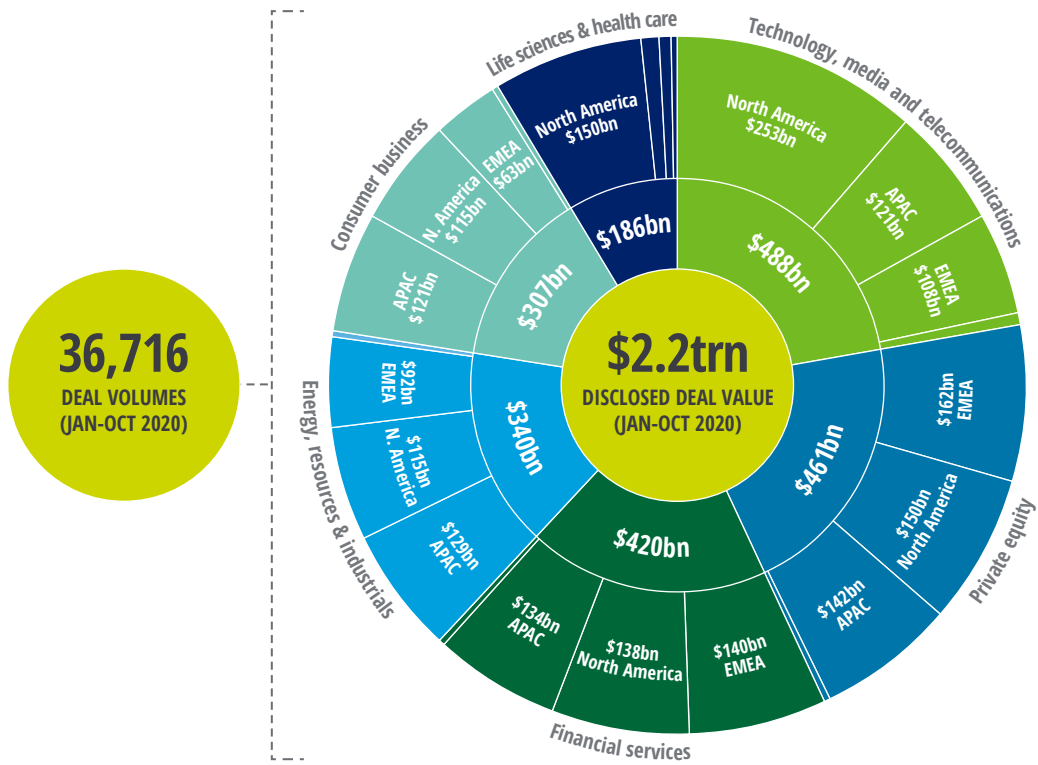 36,716
DEAL VOLUMES
(JAN-OCT 2020)
$2.2trn
DISCLOSED DEAL VALUE
(JAN-OCT 2020)
Technology, media and telecommunications
$488bn
North America
$253bn
APAC
$121bn
EMEA
$108bn
Private equity
$461bn
$162bn
EMEA
$150bn
North America
$142bn
APAC
Financial services
$420bn
$140bn
EMEA
$138bn
North America
$134bn
APAC
Energy, resources & industrials
$340bn
$129bn
APAC
$115bn
N. America
$92bn
EMEA
Consumer business
$307bn
APAC
$121bn
N. America
$115bn
EMEA
$63bn
Life sciences & health care
$186bn
North America
$150bn